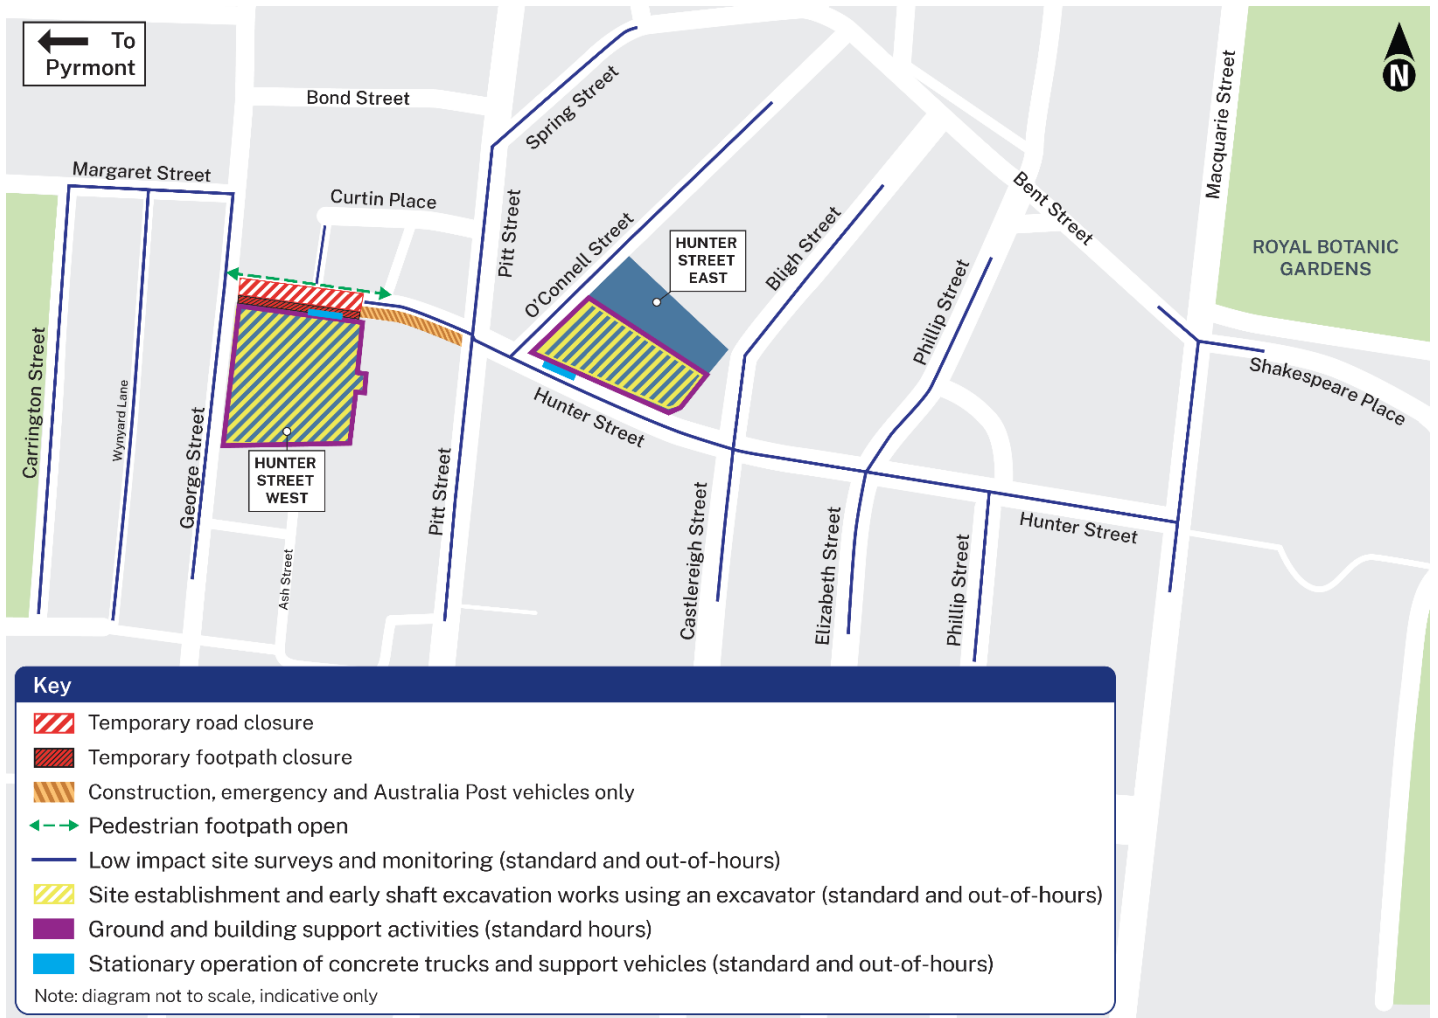 To
Pyrmont
N
Bond Street
Spring Street
Macquarie Street
Margaret Street
Curtin Place
Pitt Street
O'Connell Street
HUNTER
STREET
EAST
Bligh Street
Bent Street
ROYAL BOTANIC
GARDENS
Phillip Street
Carrington Street
Wynyard Lane
George Street
HUNTER
STREET
WEST
Hunter Street
Shakespeare Place
Pitt Street
Ash Street
Castlereigh Street
Elizabeth Street
Phillip Street
Hunter Street
Key
Temporary road closure
Temporary footpath closure
Construction, emergency and Australia Post vehicles only
Pedestrian footpath open
Low impact site surveys and monitoring (standard and out-of-hours)
Site establishment and early shaft excavation works using an excavator (standard and out-of-hours)
Ground and building support activities (standard hours)
Stationary operation of concrete trucks and support vehicles (standard and out-of-hours)
Note: diagram not to scale, indicative only